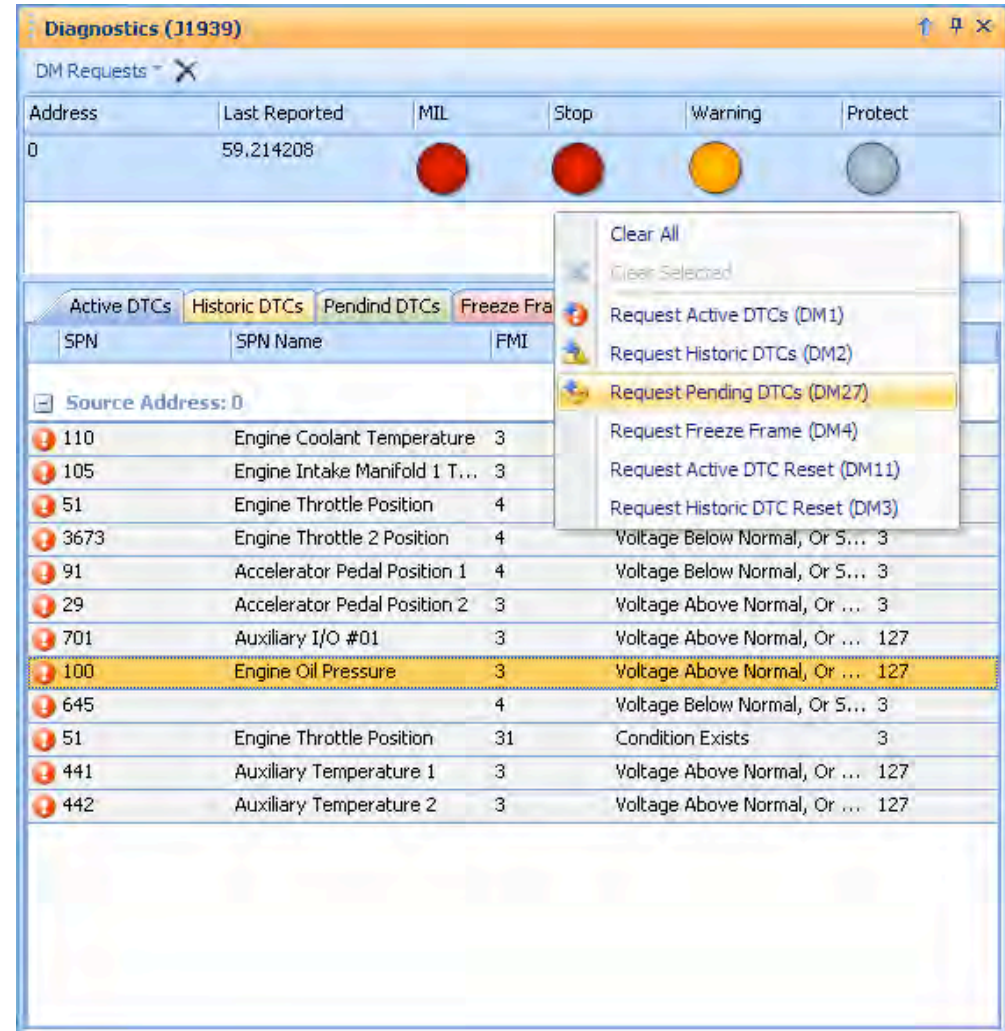 Diagnostics (J1939)
DM Requests
Address Last Reported MIL Stop Warning Protect
0 59.214208
Clear All
Clear Selected
Request Active DTCs (DM1)
Request Historic DTCs (DM2)
Request Pending DTCs (DM27)
Request Freeze Frame (DM4)
Request Active DTC Reset (DM11)
Request Historic DTC Reset (DM3)
Active DTCs Historic DTCs Pendind DTCs Freeze Fra
SPN SPN Name FMI
Source Address: 0
110 Engine Coolant Temperature 3
105 Engine Intake Manifold 1 T... 3
51 Engine Throttle Position 4
3673 Engine Throttle 2 Position 4 Voltage Below Normal, Or S... 3
91 Accelerator Pedal Position 1 4 Voltage Below Normal, Or S... 3
29 Accelerator Pedal Position 2 3 Voltage Above Normal, Or ... 3
701 Auxiliary I/O #01 3 Voltage Above Normal, Or ... 127
100 Engine Oil Pressure 3 Voltage Above Normal, Or ... 127
645 4 Voltage Below Normal, Or S... 3
51 Engine Throttle Position 31 Condition Exists 3
441 Auxiliary Temperature 1 3 Voltage Above Normal, Or ... 127
442 Auxiliary Temperature 2 3 Voltage Above Normal, Or ... 127